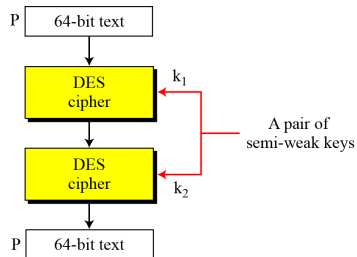 P 64-bit text
DES
cipher
k₁
A pair of
semi-weak keys
DES
cipher
k₂
P 64-bit text